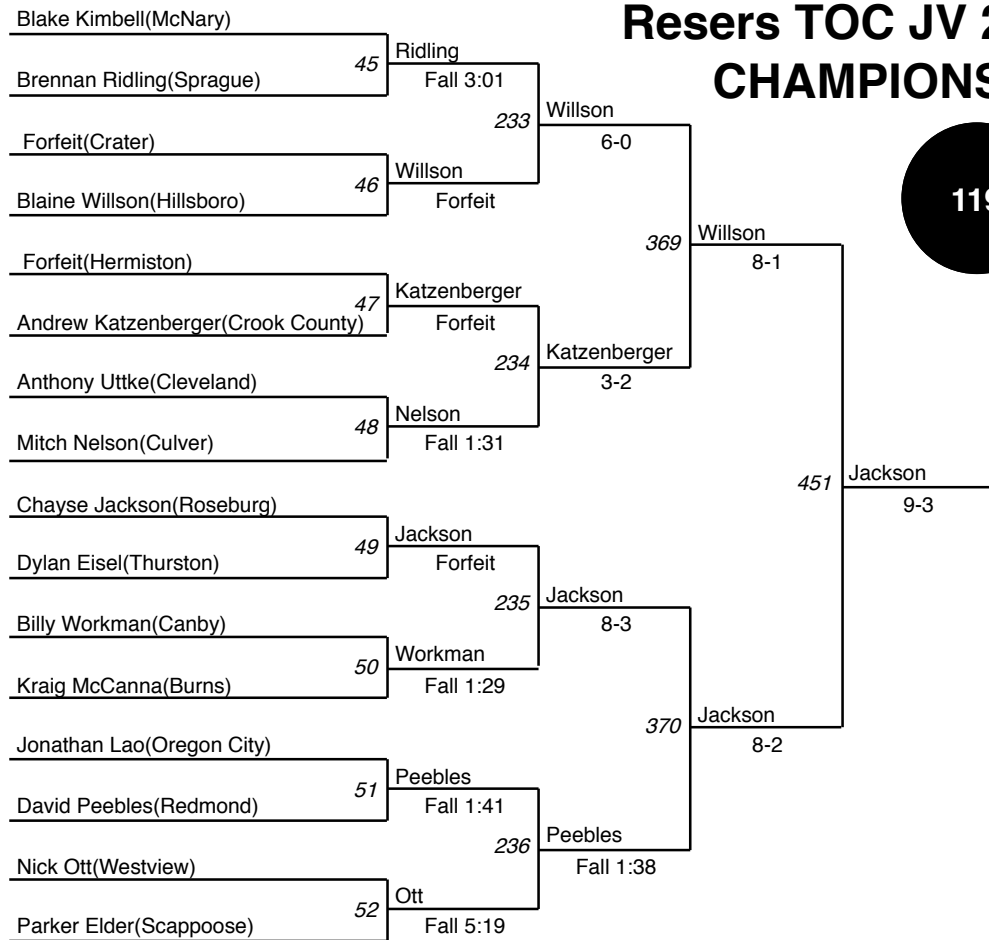 Resers TOC JV 2
CHAMPIONS
119
Blake Kimbell(McNary)
Brennan Ridling(Sprague)
45
Ridling
Fall 3:01
Forfeit(Crater)
Blaine Willson(Hillsboro)
46
Willson
Forfeit
233
Willson
6-0
Forfeit(Hermiston)
Andrew Katzenberger(Crook County)
47
Katzenberger
Forfeit
Anthony Uttke(Cleveland)
Mitch Nelson(Culver)
48
Nelson
Fall 1:31
234
Katzenberger
3-2
369
Willson
8-1
Chayse Jackson(Roseburg)
Dylan Eisel(Thurston)
49
Jackson
Forfeit
Billy Workman(Canby)
Kraig McCanna(Burns)
50
Workman
Fall 1:29
235
Jackson
8-3
Jonathan Lao(Oregon City)
David Peebles(Redmond)
51
Peebles
Fall 1:41
Nick Ott(Westview)
Parker Elder(Scappoose)
52
Ott
Fall 5:19
236
Peebles
Fall 1:38
370
Jackson
8-2
451
Jackson
9-3